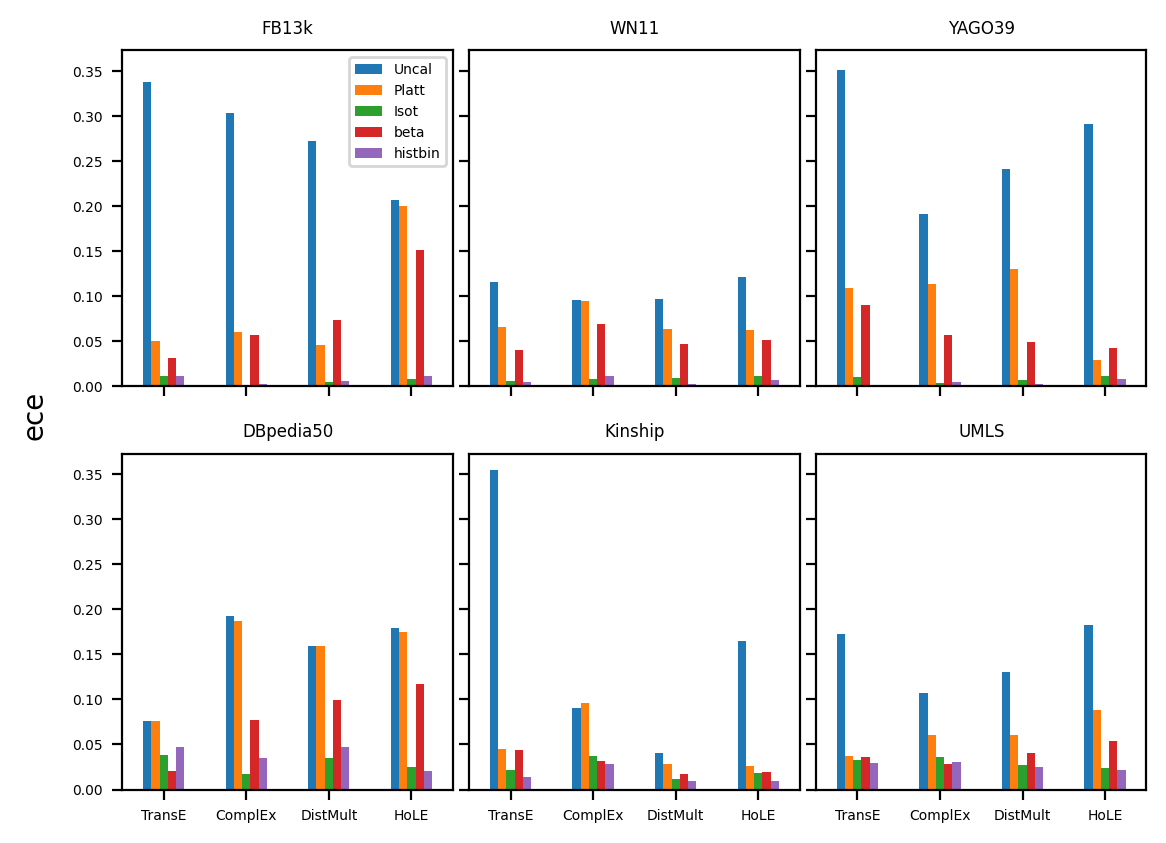 FB13k WN11 YAGO39
0.35
0.30
0.25
0.20
0.15
0.10
0.05
0.00
Uncal
Platt
Isot
beta
histbin
ece
DBpedia50 Kinship UMLS
0.35
0.30
0.25
0.20
0.15
0.10
0.05
0.00
TransE ComplEx DistMult HoLE TransE ComplEx DistMult HoLE TransE ComplEx DistMult HoLE